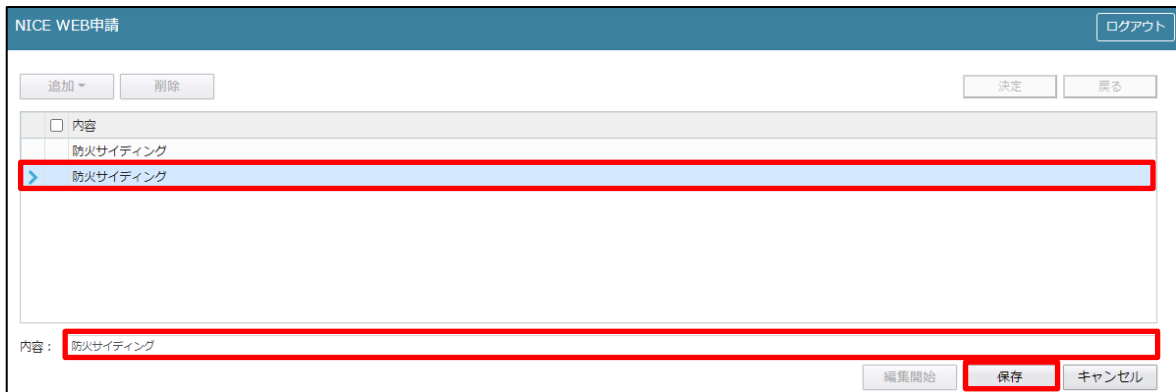 NICE WEB申請 ログアウト
追加 削除 決定 戻る
内容
防火サイディング
防火サイディング
内容： 防火サイディング
編集開始 保存 キャンセル